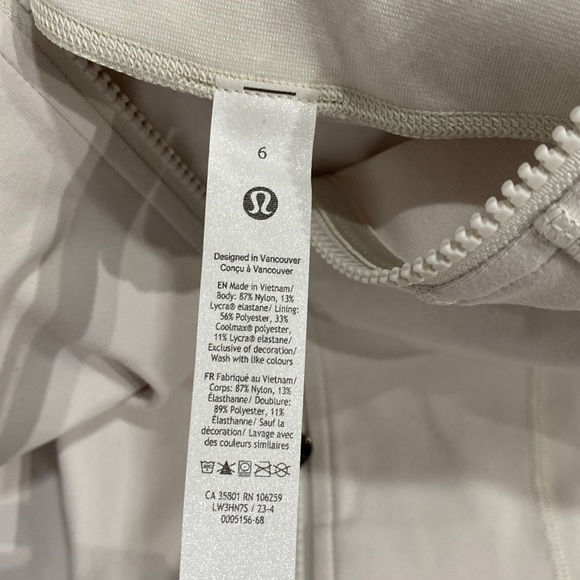 6
Designed in Vancouver
Conçu à Vancouver
EN Made in Vietnam/
Body: 87% Nylon, 13%
Lycra® elastane/ Lining:
56% Polyester, 33%
Coolmax® polyester,
11% Lycra® elastane/
Exclusive of decoration/
Wash with like colours
FR Fabriqué au Vietnam/
Corps: 87% Nylon, 13%
Élasthanne/ Doublure:
89% Polyester, 11%
Élasthanne/ Sauf la
décoration/ Lavage avec
des couleurs similaires
CA 35801 RN 106259
LW3HN7S / 23-4
0005156-68